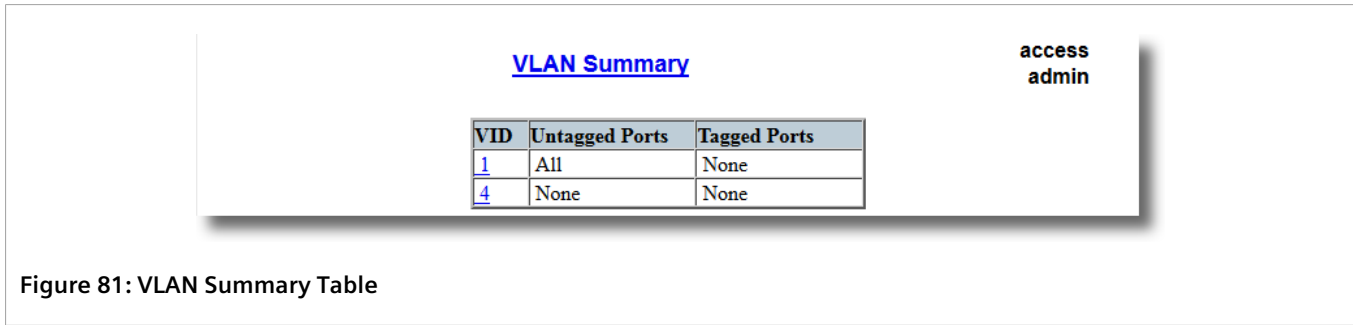 VLAN Summary
access
admin
VID Untagged Ports Tagged Ports
1 All None
4 None None
Figure 81: VLAN Summary Table